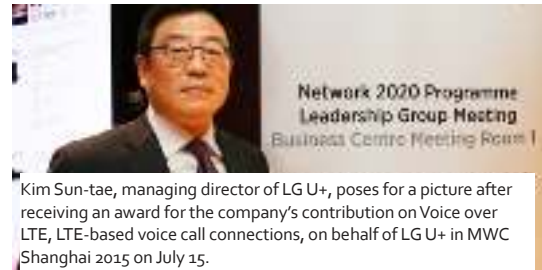 Network 2020 Programme
Leadership Group Meeting
Business Centre Meeting Room 1
Kim Sun-tae, managing director of LG U+, poses for a picture after
receiving an award for the company's contribution on Voice over
LTE, LTE-based voice call connections, on behalf of LG U+ in MWC
Shanghai 2015 on July 15.